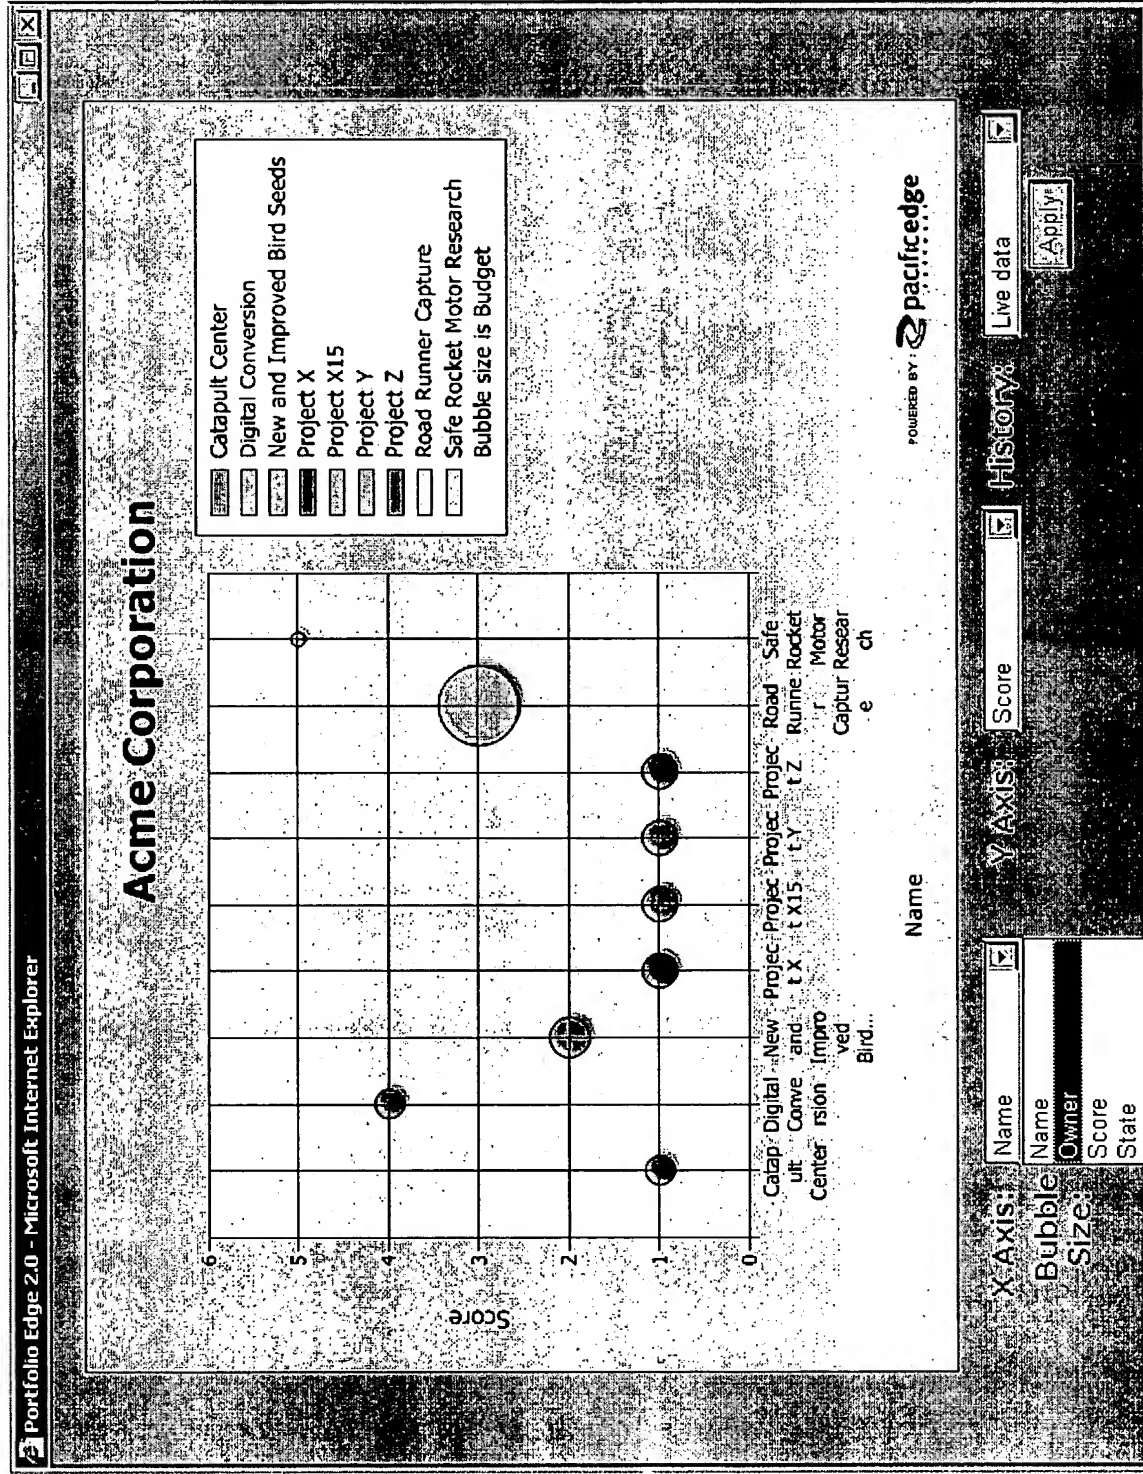 Portfolio Edge 2.0 - Microsoft Internet Explorer
Acme Corporation
Score
6
5
4
3
2
1
0
Catap Digital New Projec Projec Projec Projec Road Safe
ult Conve and t X t X15 t Y t Z Runne Rocket
Center rsion Impro r Motor
ved Captur Resear
Bird... e ch
Name
Catapult Center
Digital Conversion
New and Improved Bird Seeds
Project X
Project X15
Project Y
Project Z
Road Runner Capture
Safe Rocket Motor Research
Bubble size is Budget
POWERED BY: pacificedge
X Axis: Name Y Axis: Score History: Live data
Bubble Size:
Name
Owner
Score
State
Apply